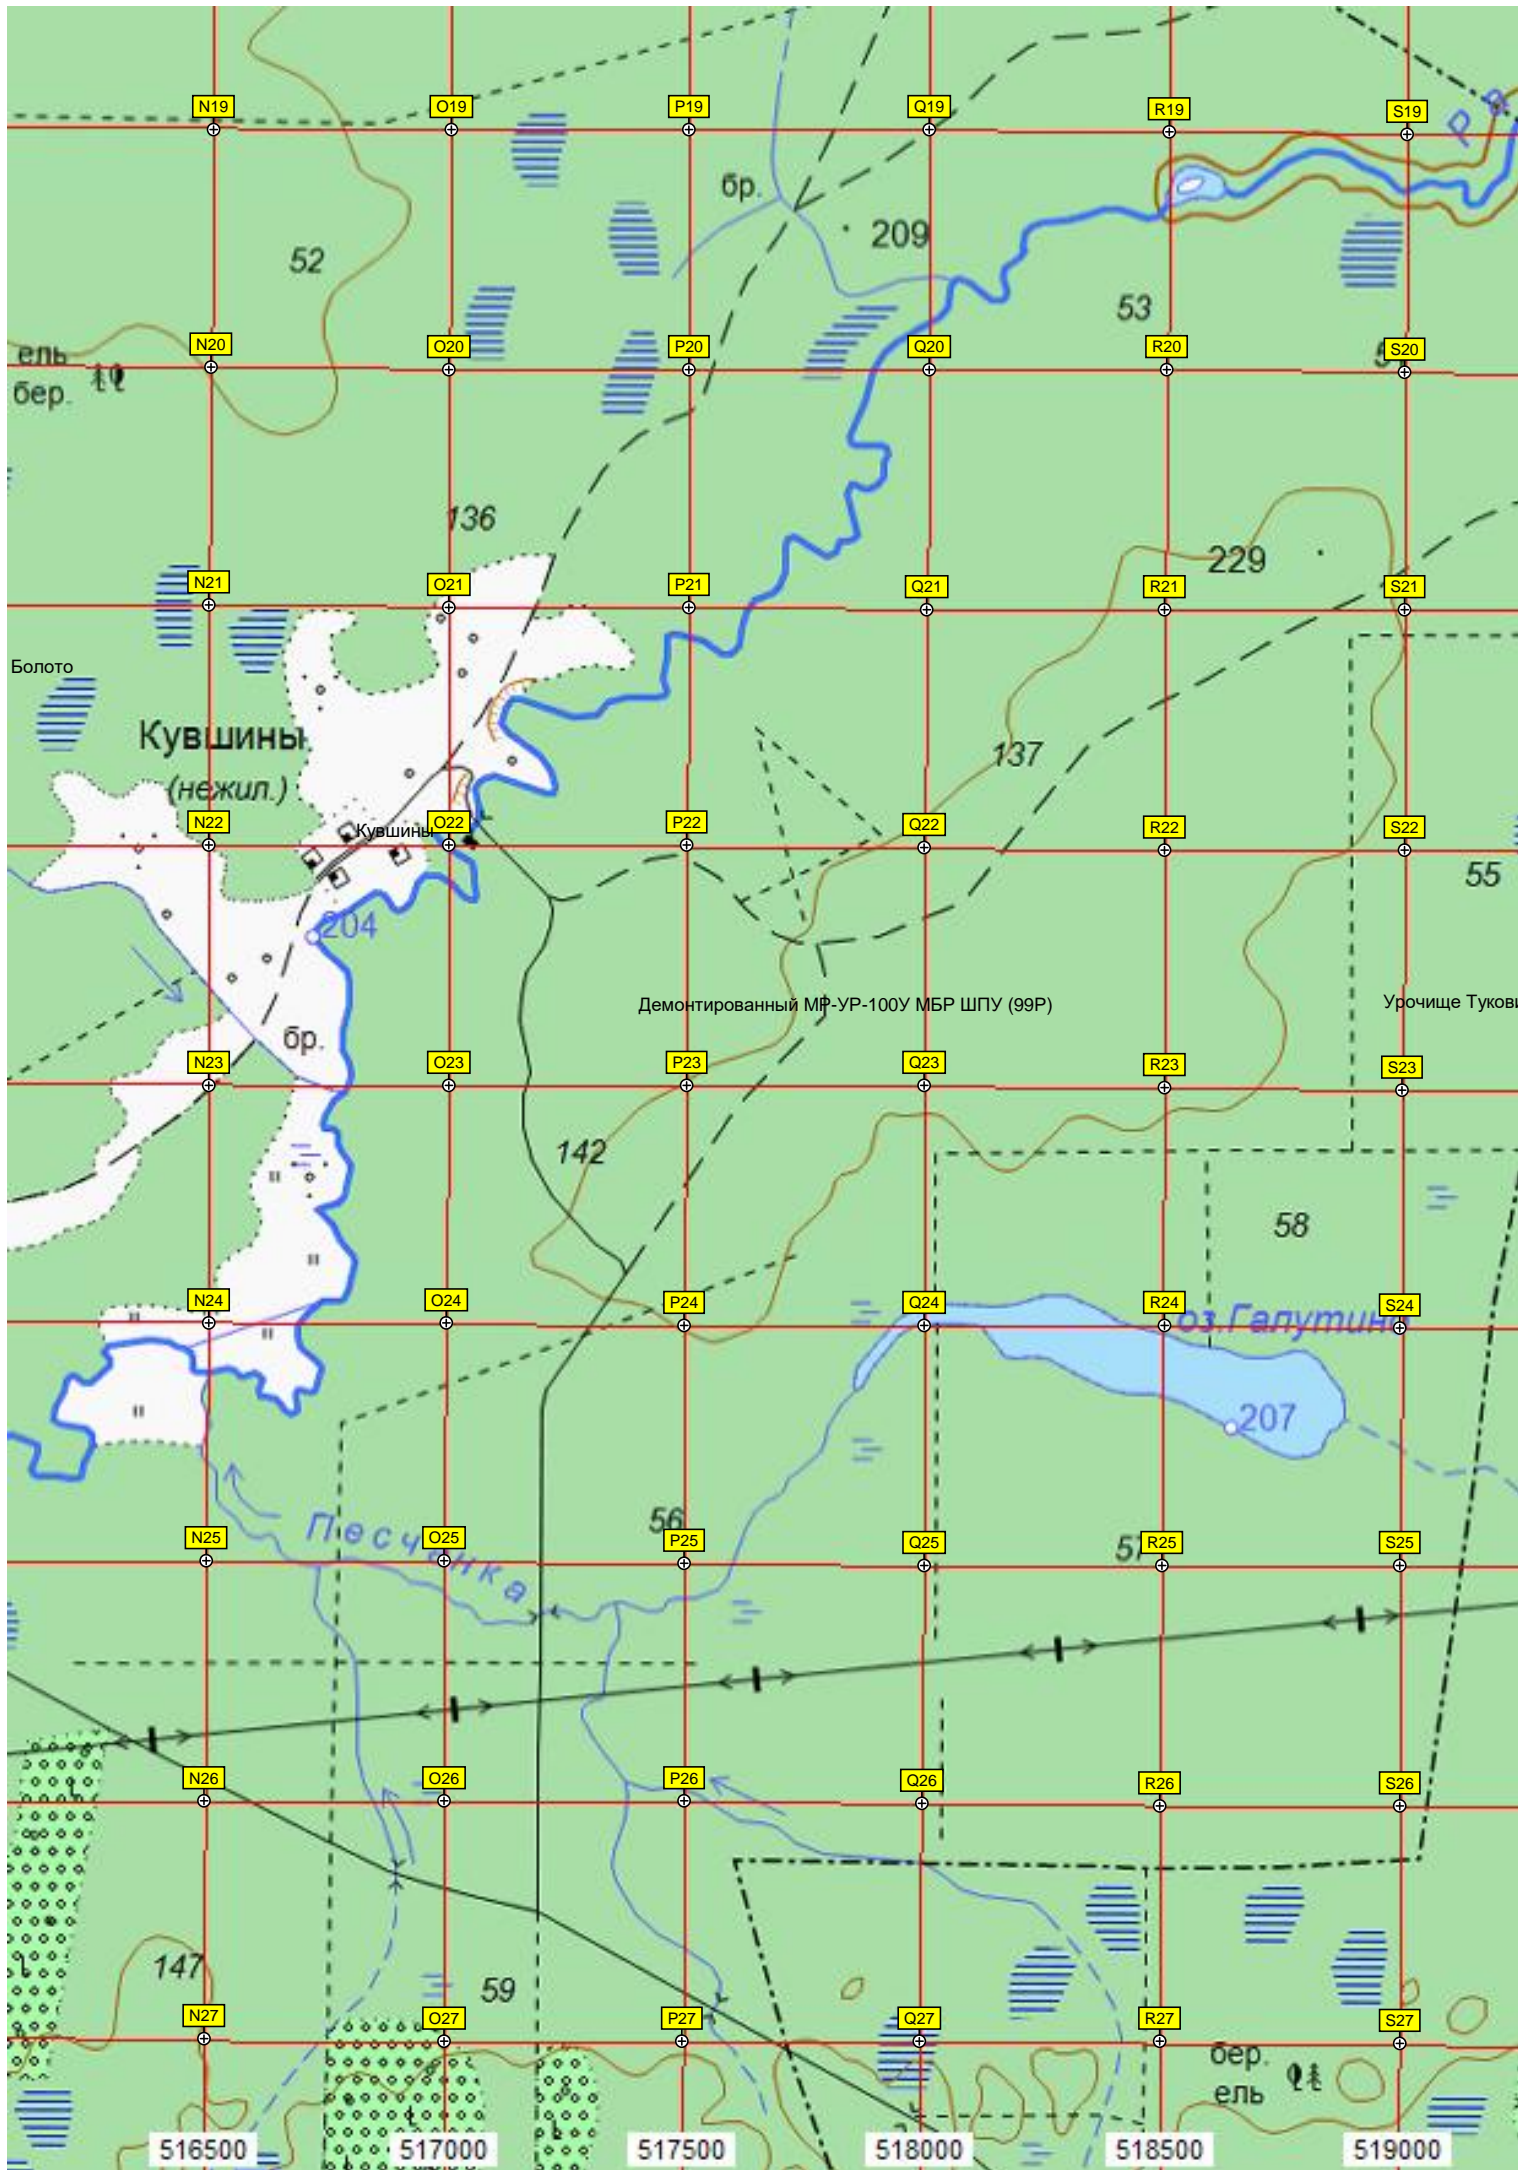 N19 O19 P19 Q19 R19 S19
бр.
209
52
53
N20 O20 P20 Q20 R20 S20
ель
бер.
136
229
N21 O21 P21 Q21 R21 S21
Болото
Кувшины
(нежил.)
137
N22 O22 P22 Q22 R22 S22
Кувшины
55
204
Демонтированный МР-УР-100У МБР ШПУ (99Р)
Урочище Тукови
бр.
N23 O23 P23 Q23 R23 S23
142
58
N24 O24 P24 Q24 R24 S24
оз.Галутино
207
56
Песчанка
N25 O25 P25 Q25 R25 S25
57
N26 O26 P26 Q26 R26 S26
147
59
N27 O27 P27 Q27 R27 S27
бер.
ель
516500 517000 517500 518000 518500 519000